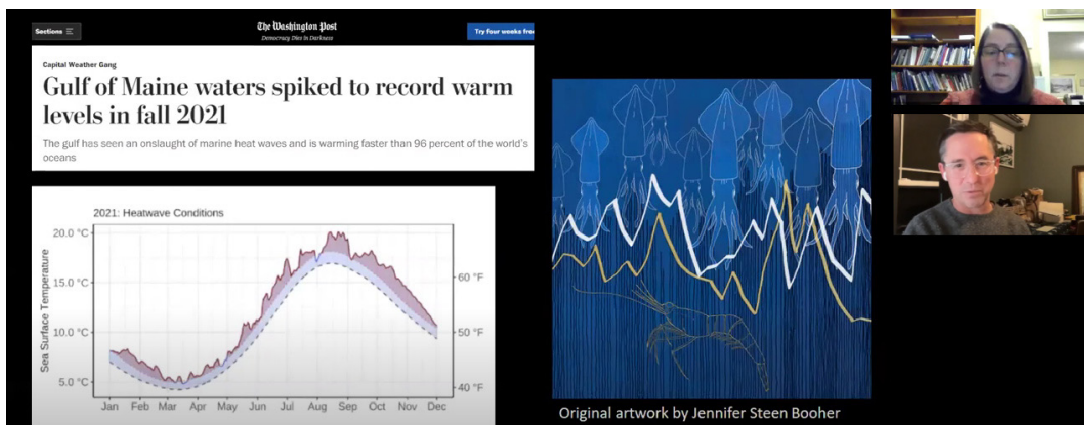 Sections
The Washington Post
Democracy Dies in Darkness
Try four weeks free
Capital Weather Gang
Gulf of Maine waters spiked to record warm
levels in fall 2021
The gulf has seen an onslaught of marine heat waves and is warming faster than 96 percent of the world's
oceans
2021: Heatwave Conditions
Sea Surface Temperature
20.0 °C
15.0 °C
10.0 °C
5.0 °C
60 °F
50 °F
40 °F
Jan Feb Mar Apr May Jun Jul Aug Sep Oct Nov Dec
Original artwork by Jennifer Steen Booher